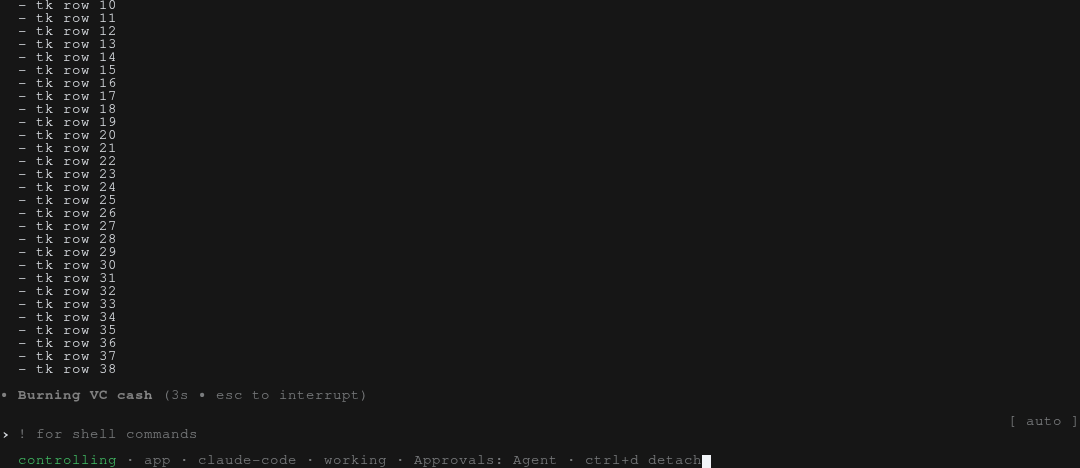 - tk row 10
- tk row 11
- tk row 12
- tk row 13
- tk row 14
- tk row 15
- tk row 16
- tk row 17
- tk row 18
- tk row 19
- tk row 20
- tk row 21
- tk row 22
- tk row 23
- tk row 24
- tk row 25
- tk row 26
- tk row 27
- tk row 28
- tk row 29
- tk row 30
- tk row 31
- tk row 32
- tk row 33
- tk row 34
- tk row 35
- tk row 36
- tk row 37
- tk row 38
• Burning VC cash (3s • esc to interrupt)
[ auto ]
› ! for shell commands
controlling · app · claude-code · working · Approvals: Agent · ctrl+d detach